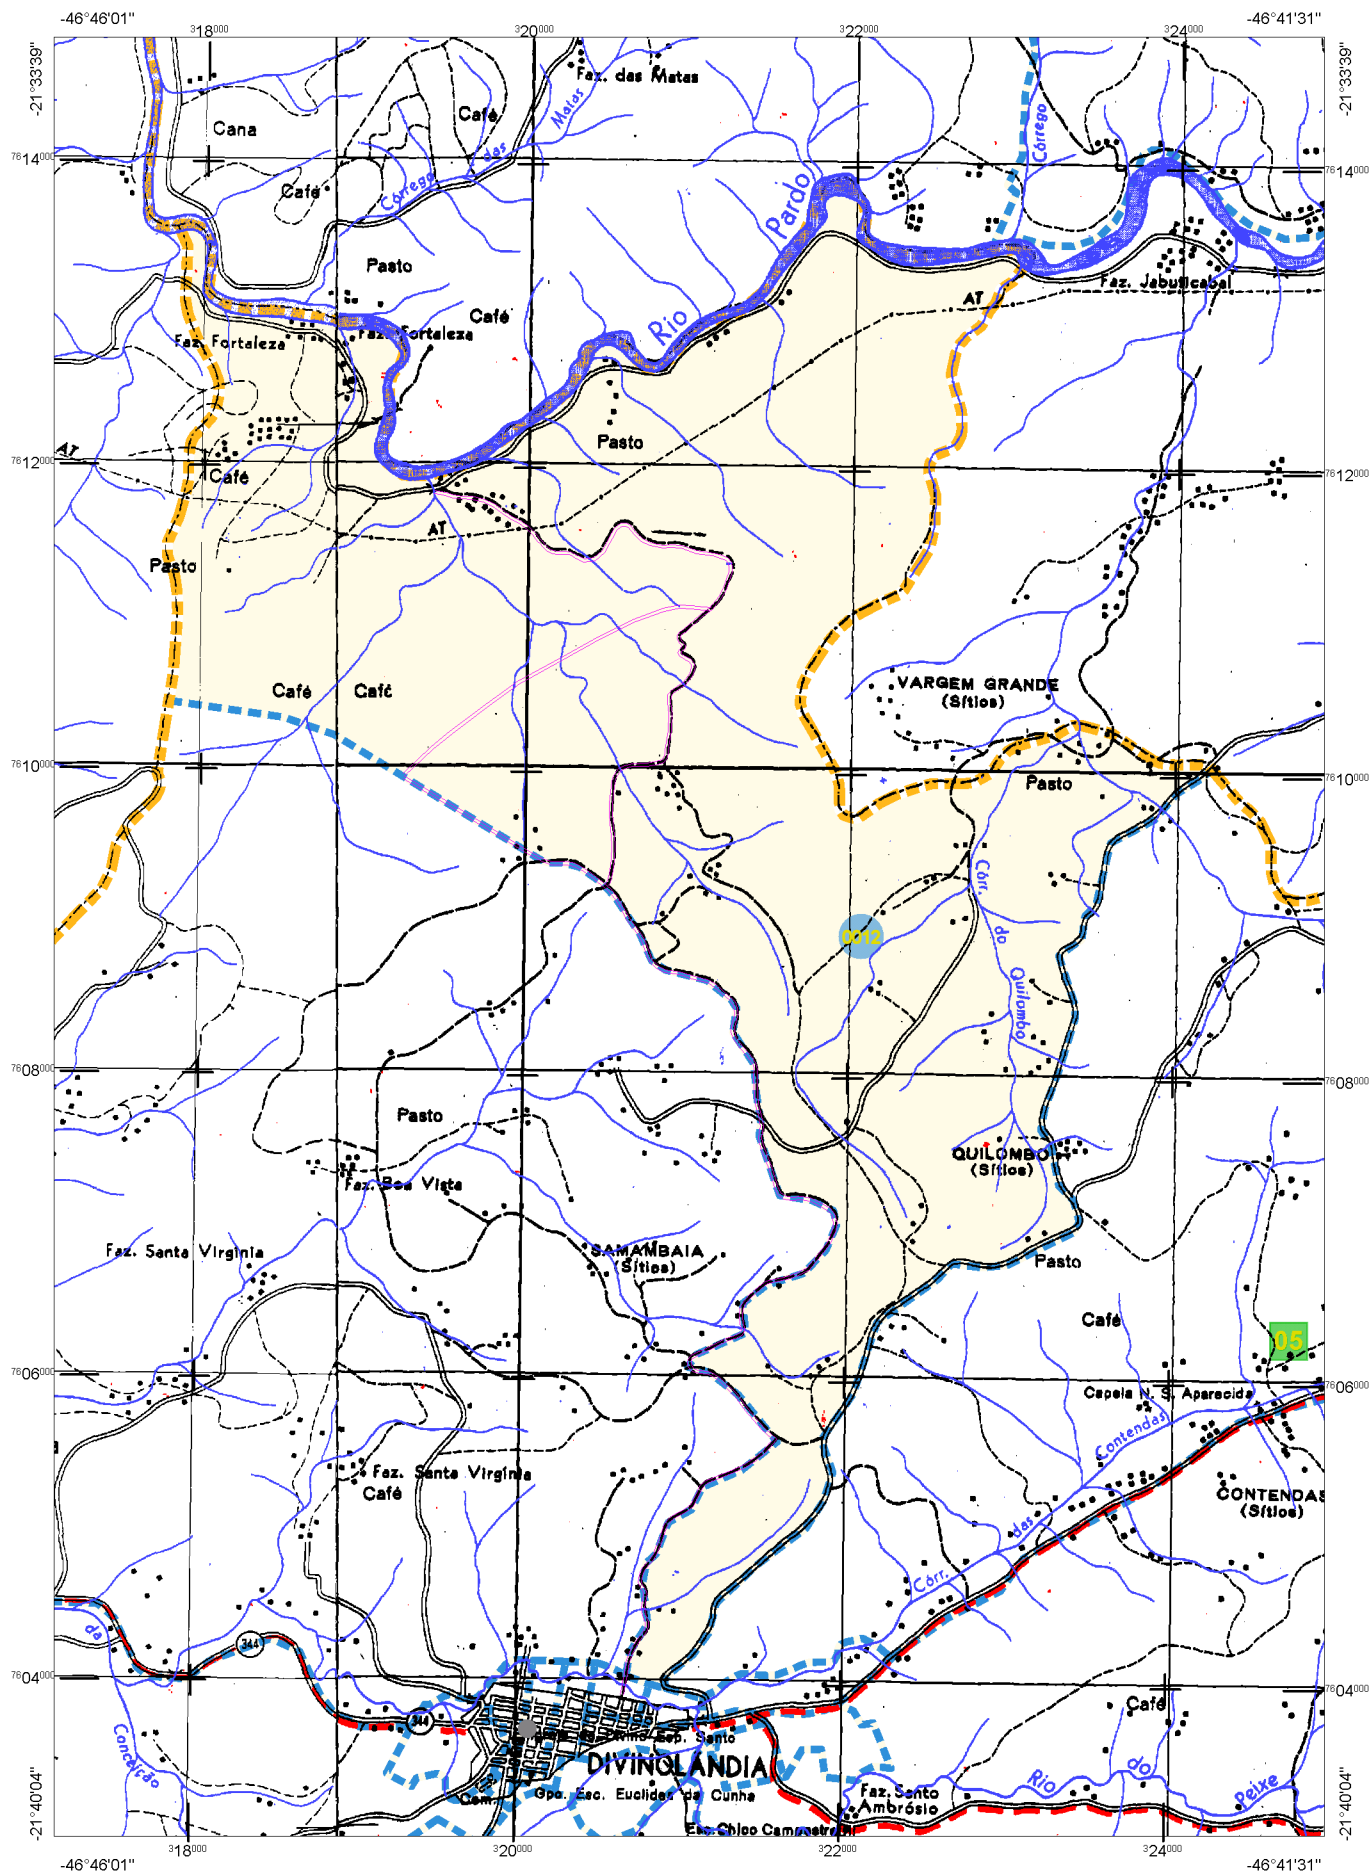 -46°46'01"
-46°41'31"
318000
320000
322000
324000
-21°33'39"
-21°33'39"
Faz. das Matas
Café
Cana
Matas
das
Córrego
7614000
7614000
Café
Córrego
Pardo
Pasto
Faz. Jabuticabal
AT
Café
Rio
Faz. Fortaleza
Faz. Fortaleza
Pasto
AT
7612000
7612000
Café
AT
Pasto
Café
Café
VARGEM GRANDE
(Sítios)
7610000
7610000
Pasto
Córr.
do
Quilombo
0012
7608000
7608000
Pasto
QUILOMBO
(Sítios)
Faz. Boa Vista
Faz. Santa Virgínia
SAMAMBAIA
(Sítios)
Pasto
Café
05
7606000
7606000
Capela N. S. Aparecida
Contendas
Faz. Santa Virgínia
Café
CONTENDAS
(Sítios)
das
Córr.
da
344
7604000
7604000
Café
344
Conceição
Divino Esp. Santo
DIVINOLÂNDIA
Rio
do
Peixe
Cem.
Gpo. Esc. Euclides da Cunha
Faz. Santo
Ambrósio
Esc. Chico Campestre
-21°40'04"
-21°40'04"
318000
320000
322000
324000
-46°46'01"
-46°41'31"